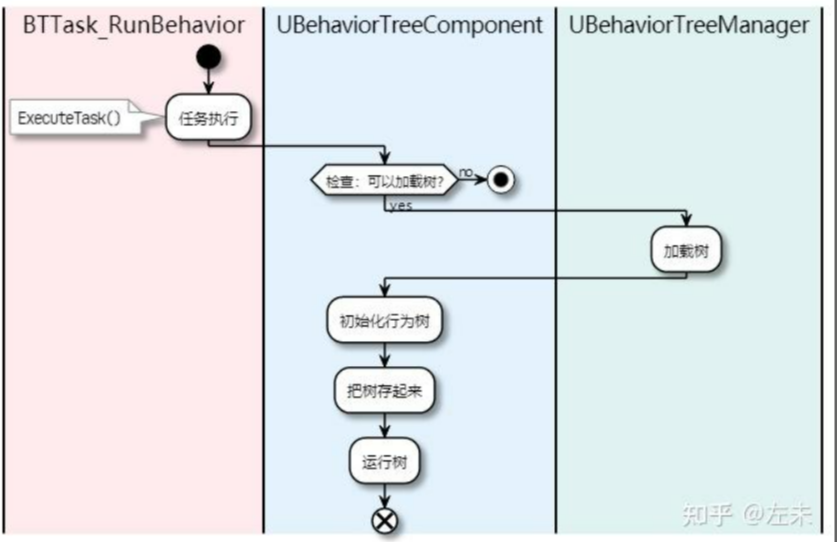 BTTask_RunBehavior
UBehaviorTreeComponent
UBehaviorTreeManager
ExecuteTask()
任务执行
检查：可以加载树?
no
yes
加载树
初始化行为树
把树存起来
运行树
知乎 @左未